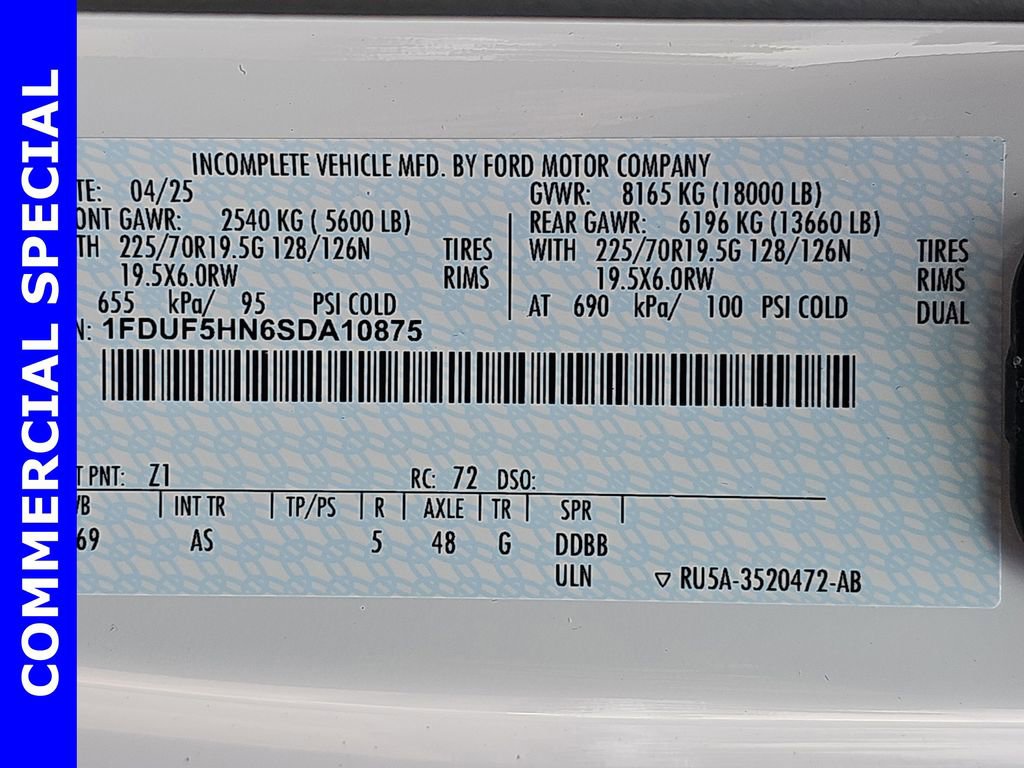 COMMERCIAL SPECIAL
INCOMPLETE VEHICLE MFD. BY FORD MOTOR COMPANY
TE: 04/25 GVWR: 8165 KG (18000 LB)
ONT GAWR: 2540 KG ( 5600 LB) REAR GAWR: 6196 KG (13660 LB)
TH 225/70R19.5G 128/126N TIRES WITH 225/70R19.5G 128/126N TIRES
19.5X6.0RW RIMS 19.5X6.0RW RIMS
655 kPa/ 95 PSI COLD AT 690 kPa/ 100 PSI COLD DUAL
N: 1FDUF5HN6SDA10875
T PNT: Z1 RC: 72 DSO:
/B INT TR TP/PS R AXLE TR SPR
69 AS 5 48 G DDBB
ULN ▽ RU5A-3520472-AB